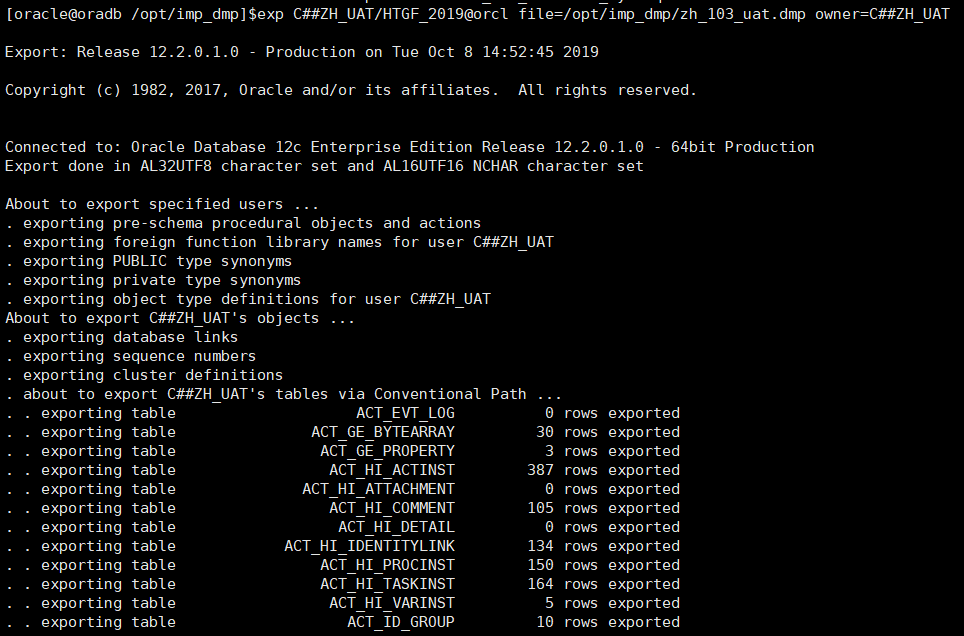 [oracle@oradb /opt/imp_dmp]$exp C##ZH_UAT/HTGF_2019@orcl file=/opt/imp_dmp/zh_103_uat.dmp owner=C##ZH_UAT
Export: Release 12.2.0.1.0 - Production on Tue Oct 8 14:52:45 2019
Copyright (c) 1982, 2017, Oracle and/or its affiliates.  All rights reserved.
Connected to: Oracle Database 12c Enterprise Edition Release 12.2.0.1.0 - 64bit Production
Export done in AL32UTF8 character set and AL16UTF16 NCHAR character set
About to export specified users ...
. exporting pre-schema procedural objects and actions
. exporting foreign function library names for user C##ZH_UAT
. exporting PUBLIC type synonyms
. exporting private type synonyms
. exporting object type definitions for user C##ZH_UAT
About to export C##ZH_UAT's objects ...
. exporting database links
. exporting sequence numbers
. exporting cluster definitions
. about to export C##ZH_UAT's tables via Conventional Path ...
. . exporting table                    ACT_EVT_LOG          0 rows exported
. . exporting table               ACT_GE_BYTEARRAY         30 rows exported
. . exporting table                ACT_GE_PROPERTY          3 rows exported
. . exporting table                 ACT_HI_ACTINST        387 rows exported
. . exporting table              ACT_HI_ATTACHMENT          0 rows exported
. . exporting table                 ACT_HI_COMMENT        105 rows exported
. . exporting table                  ACT_HI_DETAIL          0 rows exported
. . exporting table            ACT_HI_IDENTITYLINK        134 rows exported
. . exporting table                ACT_HI_PROCINST        150 rows exported
. . exporting table                ACT_HI_TASKINST        164 rows exported
. . exporting table                 ACT_HI_VARINST          5 rows exported
. . exporting table                   ACT_ID_GROUP         10 rows exported